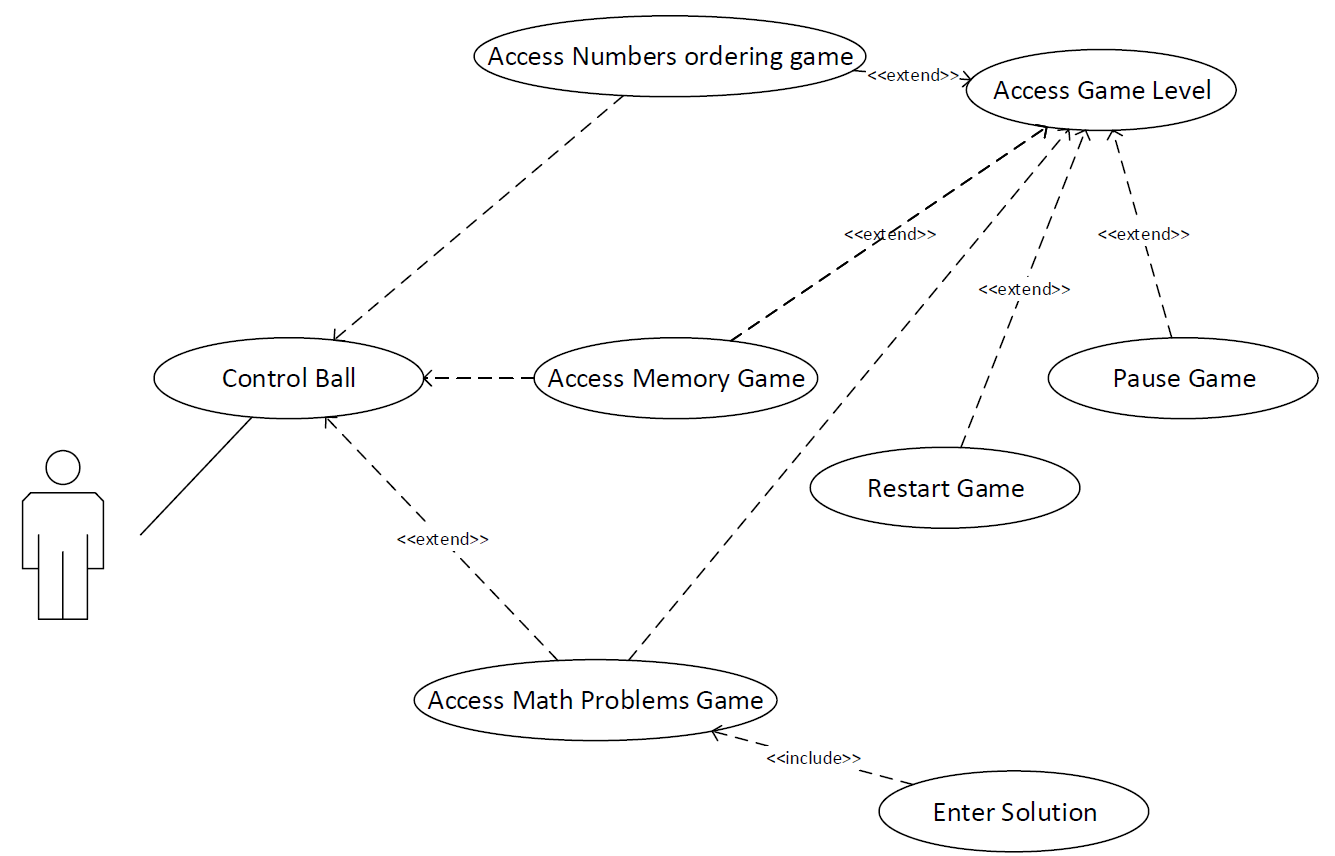 Access Numbers ordering game
<<extend>>
Access Game Level
<<extend>>
<<extend>>
<<extend>>
Control Ball
Access Memory Game
Pause Game
Restart Game
<<extend>>
Access Math Problems Game
<<include>>
Enter Solution